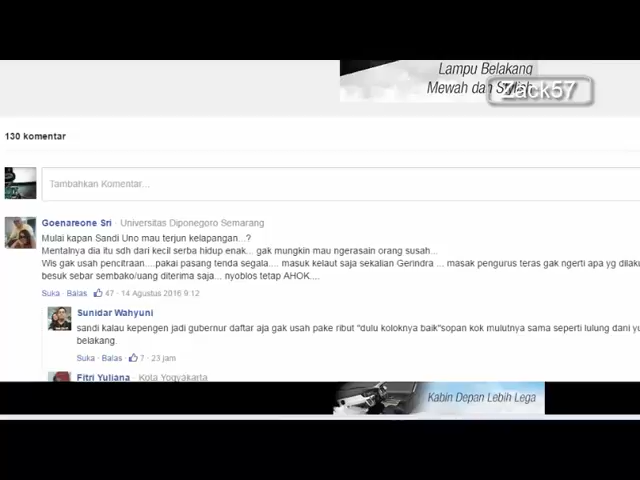 Lampu Belakang
Mewah dan Stylish
Zack57
130 komentar
Tambahkan Komentar...
Goenareone Sri · Universitas Diponegoro Semarang
Mulai kapan Sandi Uno mau terjun kelapangan...?
Mentalnya dia itu sdh dari kecil serba hidup enak... gak mungkin mau ngerasain orang susah...
Wis gak usah pencitraan....pakai pasang tenda segala.... masuk kelaut saja sekalian Gerindra ... masak pengurus teras gak ngerti apa yg
besuk sebar sembako/uang diterima saja... nyoblos tetap AHOK....
Suka · Balas · 47 · 14 Agustus 2016 9:12
Sunidar Wahyuni
sandi kalau kepengen jadi gubernur daftar aja gak usah pake ribut "dulu koloknya baik"sopan kok mulutnya sama seperti lulung dan
belakang.
Suka · Balas · 7 · 23 jam
Fitri Yuliana · Kota Yogyakarta
Kabin Depan Lebih Lega